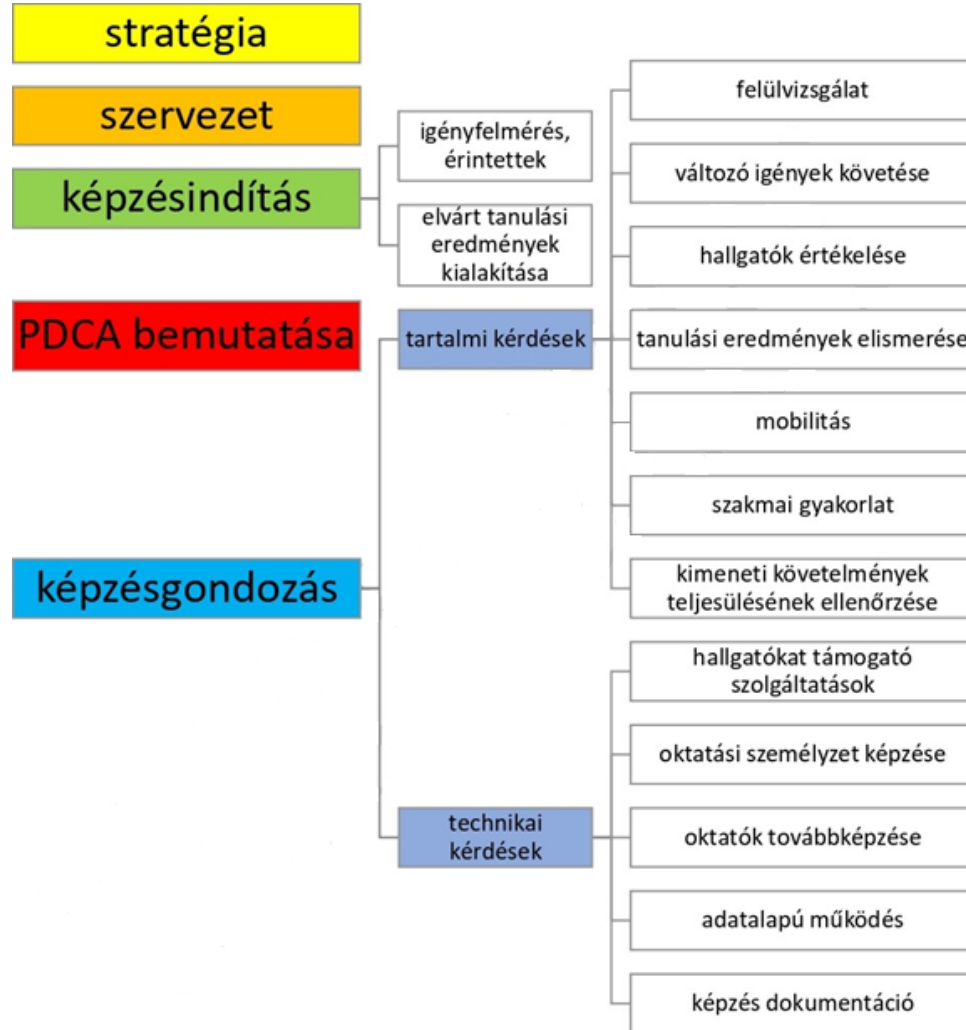 stratégia
szervezet
képzésindítás
igényfelmérés,
érintettek
elvárt tanulási
eredmények
kialakítása
PDCA bemutatása
képzésgondozás
tartalmi kérdések
felülvizsgálat
változó igények követése
hallgatók értékelése
tanulási eredmények elismerése
mobilitás
szakmai gyakorlat
kimeneti követelmények
teljesülésének ellenőrzése
technikai
kérdések
hallgatókat támogató
szolgáltatások
oktatási személyzet képzése
oktatók továbbképzése
adatalapú működés
képzés dokumentáció